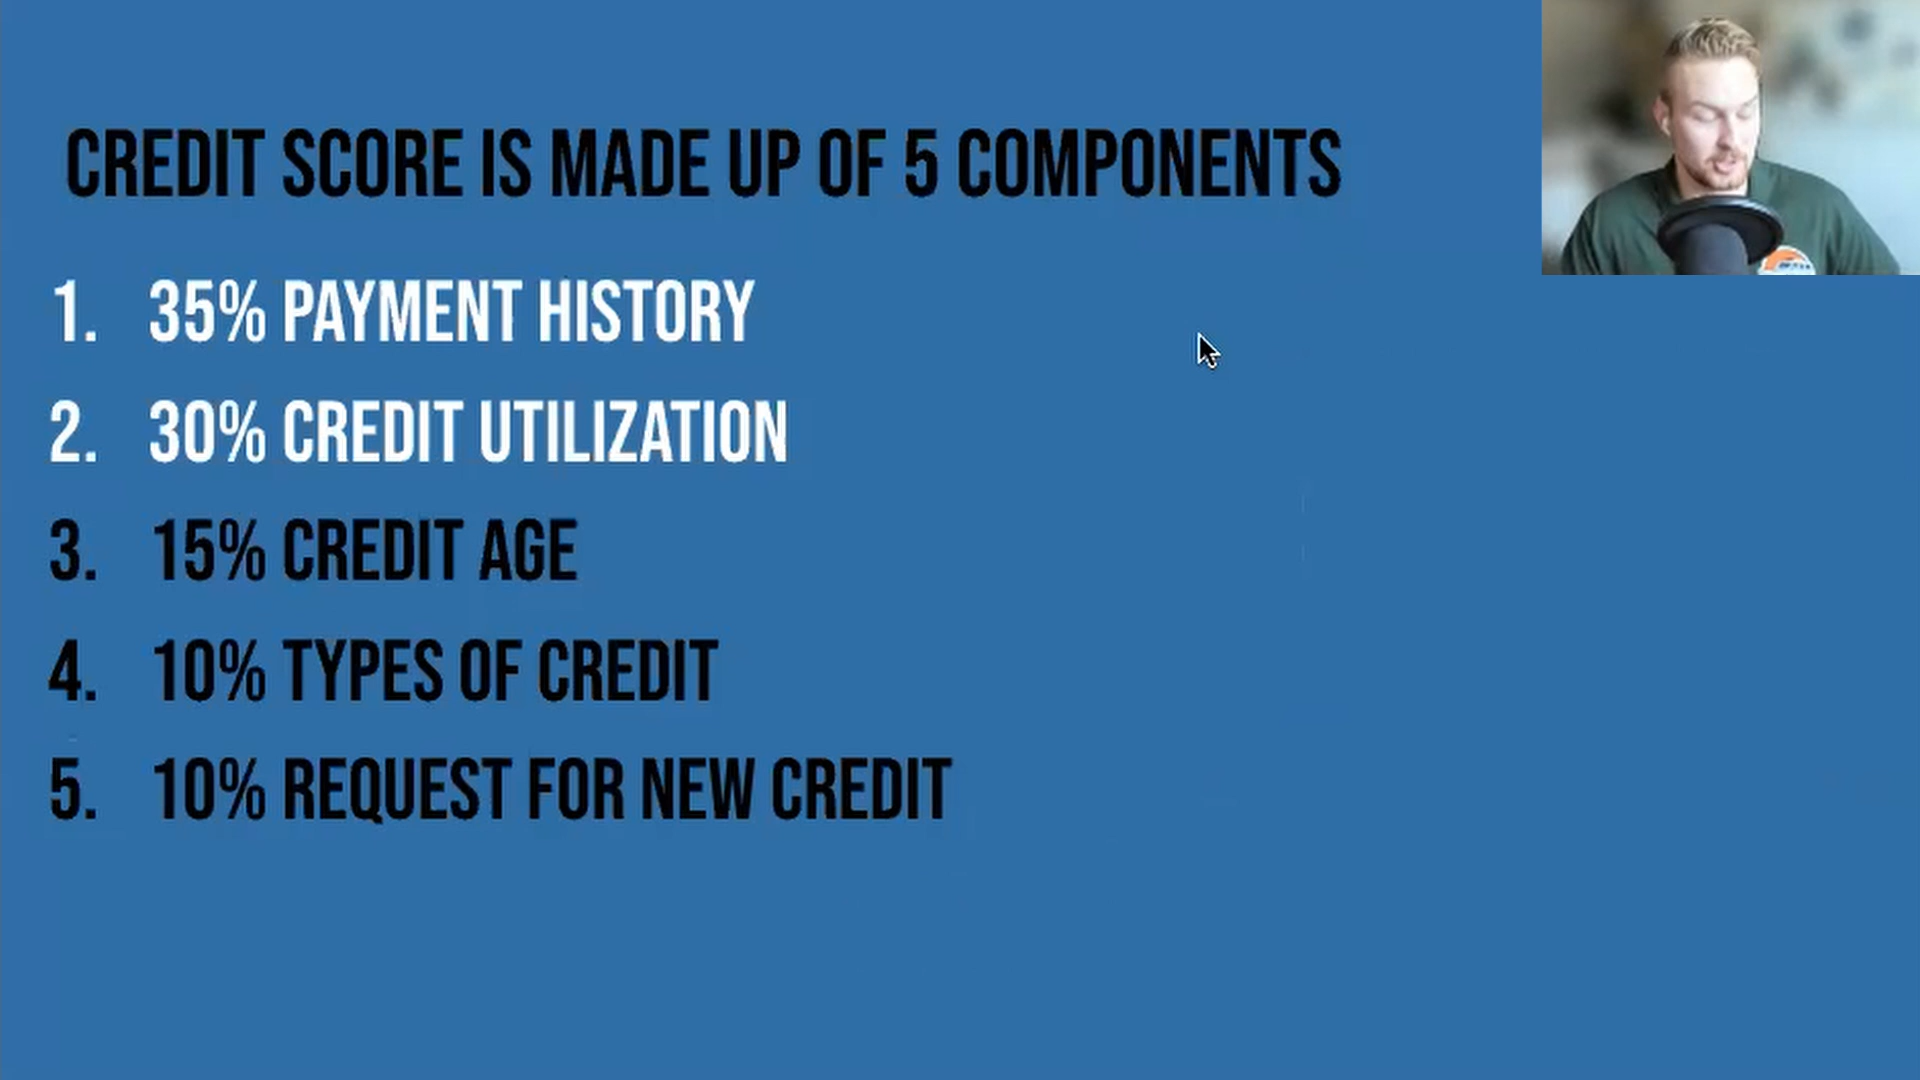 CREDIT SCORE IS MADE UP OF 5 COMPONENTS
1. 35% PAYMENT HISTORY
2. 30% CREDIT UTILIZATION
3. 15% CREDIT AGE
4. 10% TYPES OF CREDIT
5. 10% REQUEST FOR NEW CREDIT